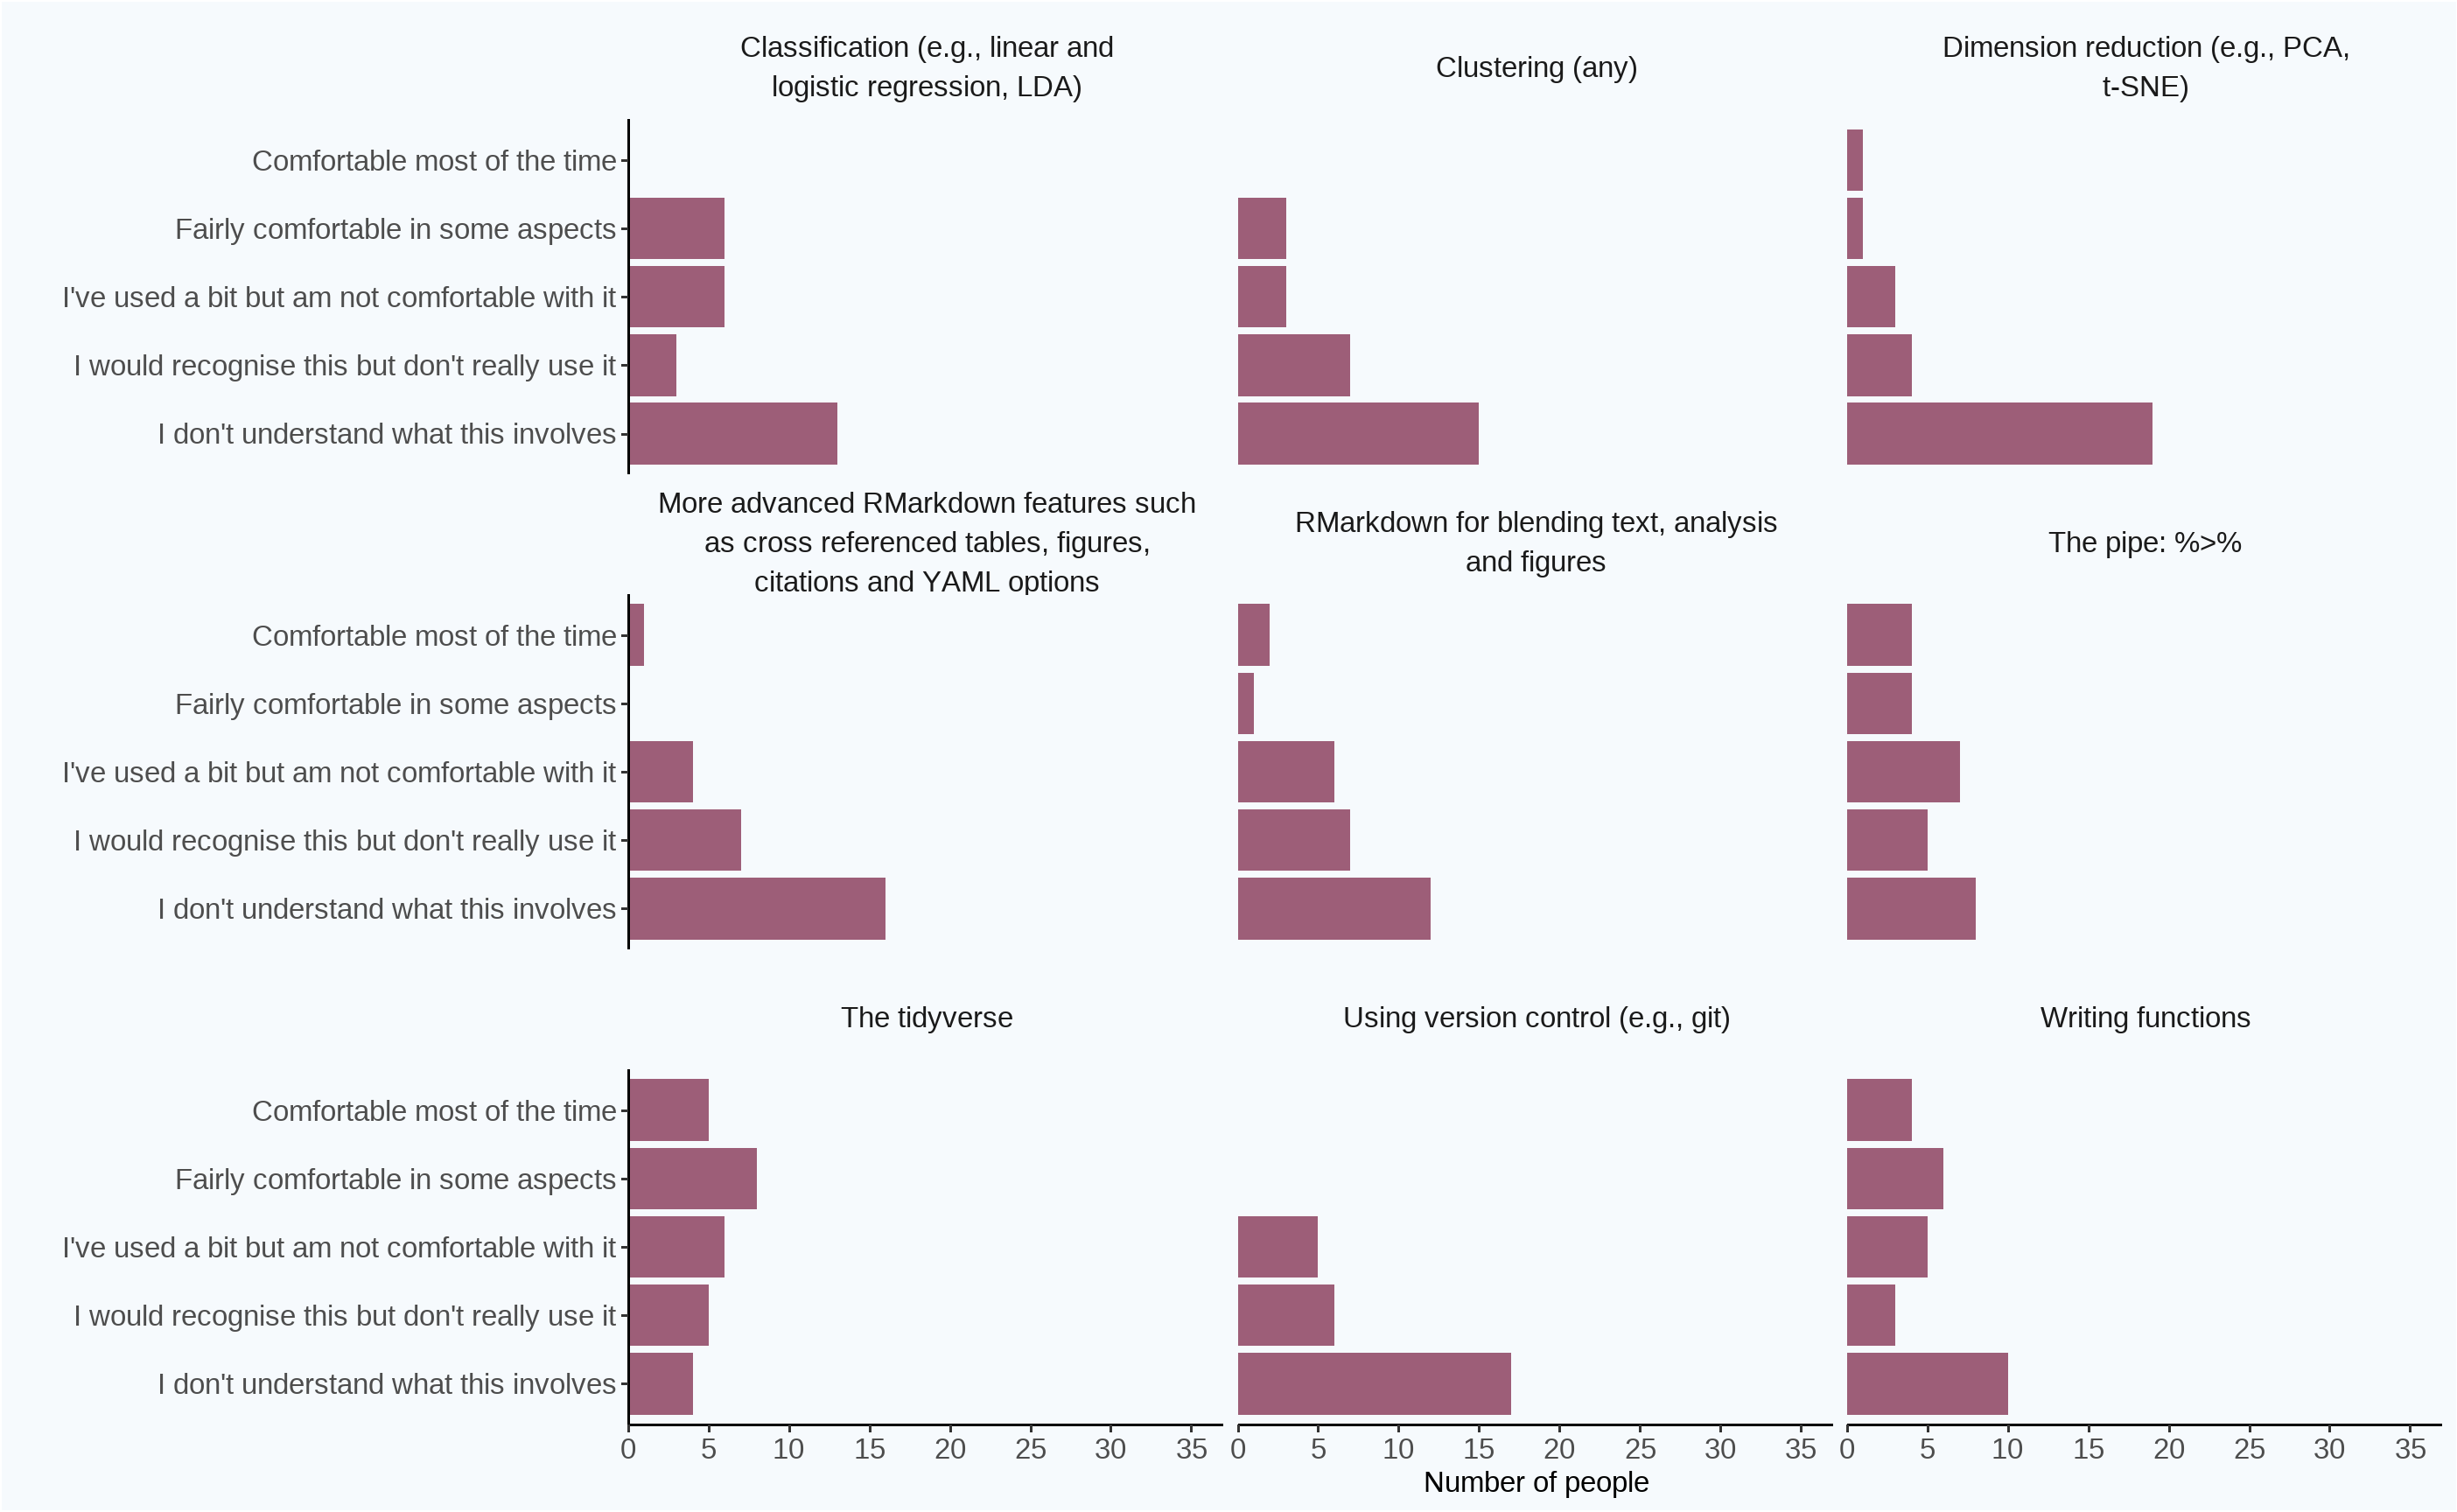 Classification (e.g., linear and
logistic regression, LDA)
Clustering (any)
Dimension reduction (e.g., PCA,
t-SNE)
Comfortable most of the time
Fairly comfortable in some aspects
I've used a bit but am not comfortable with it
I would recognise this but don't really use it
I don't understand what this involves
More advanced RMarkdown features such
as cross referenced tables, figures,
citations and YAML options
RMarkdown for blending text, analysis
and figures
The pipe: %>%
Comfortable most of the time
Fairly comfortable in some aspects
I've used a bit but am not comfortable with it
I would recognise this but don't really use it
I don't understand what this involves
The tidyverse
Using version control (e.g., git)
Writing functions
Comfortable most of the time
Fairly comfortable in some aspects
I've used a bit but am not comfortable with it
I would recognise this but don't really use it
I don't understand what this involves
0 5 10 15 20 25 30 35
0 5 10 15 20 25 30 35
0 5 10 15 20 25 30 35
Number of people